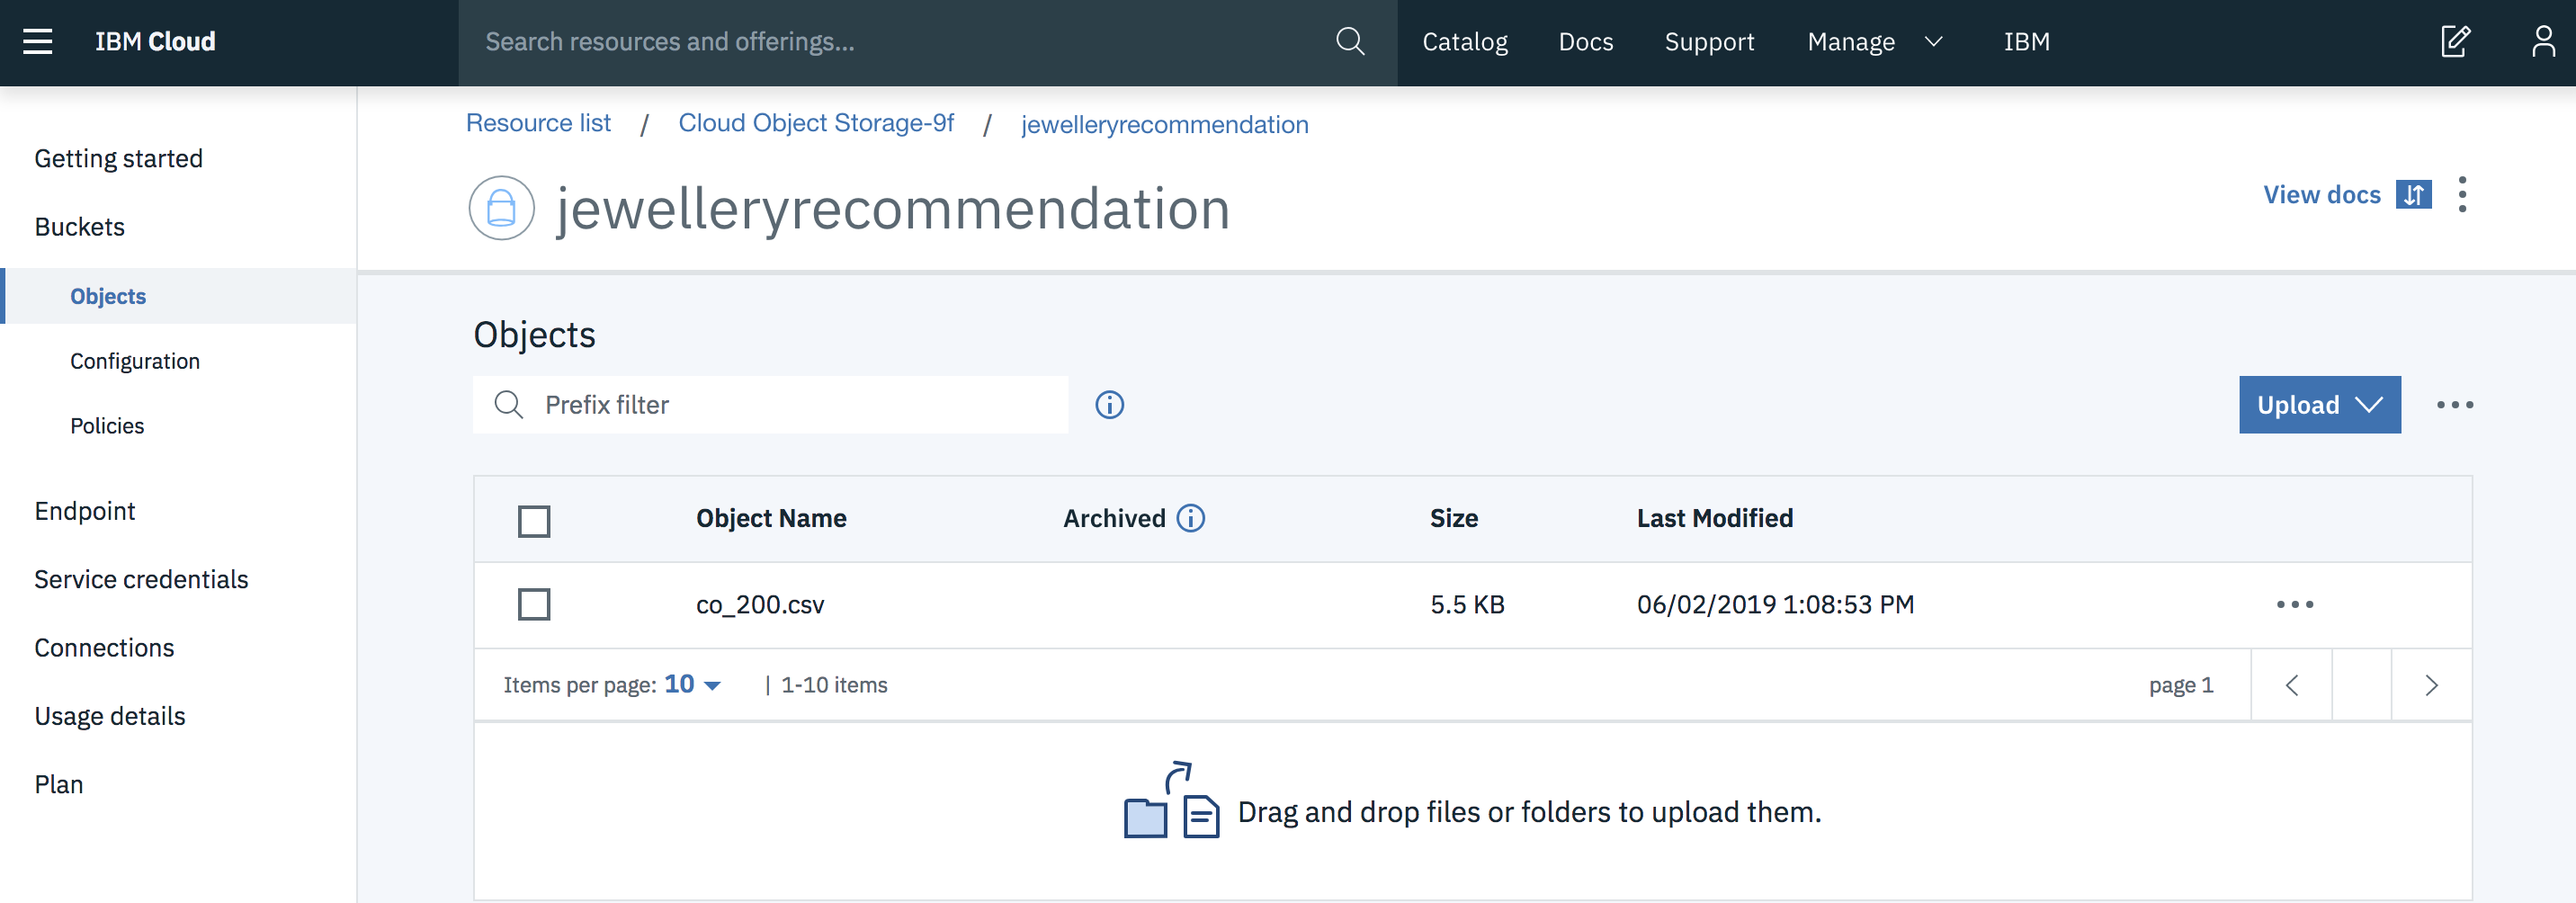 IBM Cloud
Search resources and offerings...
Catalog
Docs
Support
Manage
IBM
Getting started
Buckets
Objects
Configuration
Policies
Endpoint
Service credentials
Connections
Usage details
Plan
Resource list / Cloud Object Storage-9f / jewelleryrecommendation
jewelleryrecommendation
View docs
Objects
Prefix filter
Upload
Object Name Archived Size Last Modified
co_200.csv 5.5 KB 06/02/2019 1:08:53 PM
Items per page: 10 | 1-10 items page 1
Drag and drop files or folders to upload them.